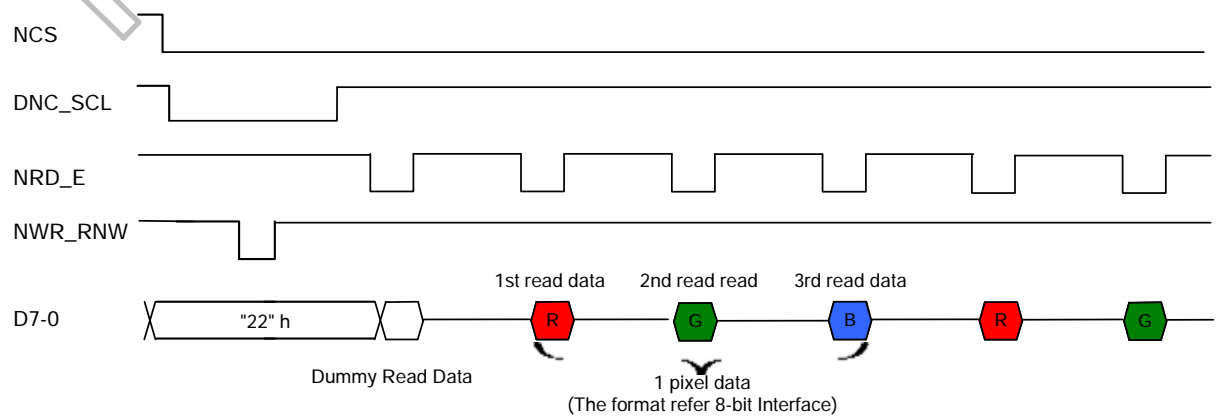 NCS
DNC_SCL
NRD_E
NWR_RNW
1st read data 2nd read read 3rd read data
D7-0 "22" h R G B R G
Dummy Read Data
1 pixel data
(The format refer 8-bit Interface)